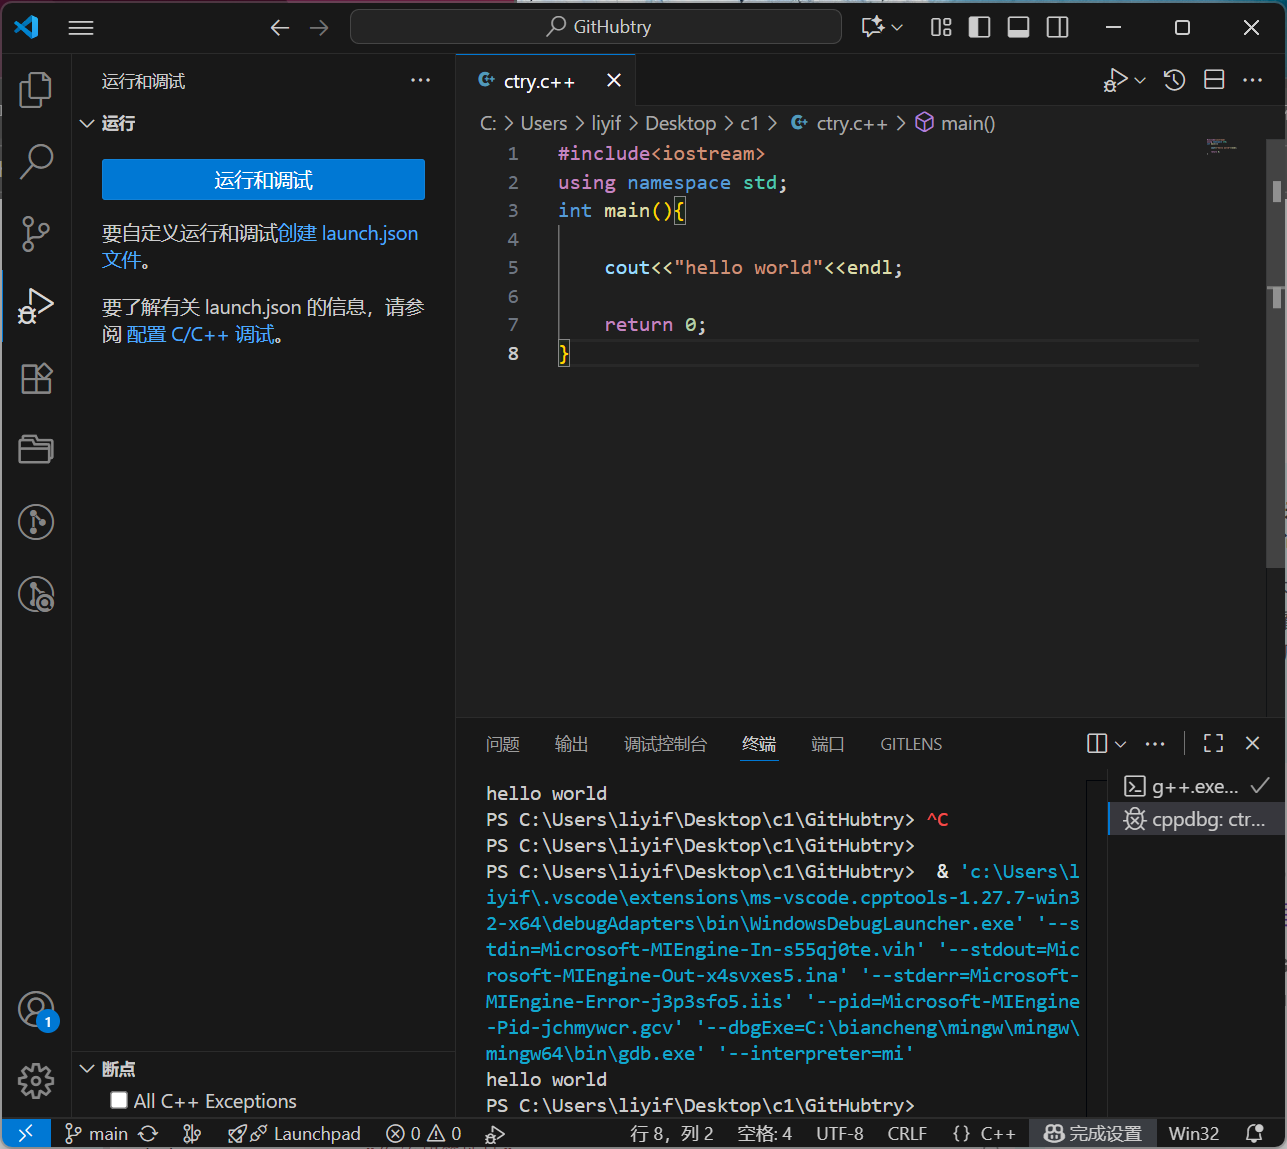 GitHubtry
运行和调试
运行
运行和调试
要自定义运行和调试创建 launch.json
文件。
要了解有关 launch.json 的信息，请参
阅 配置 C/C++ 调试。
断点
All C++ Exceptions
ctry.c++
C: > Users > liyif > Desktop > c1 > ctry.c++ > main()
1 #include<iostream>
2 using namespace std;
3 int main(){
4
5 cout<<"hello world"<<endl;
6
7 return 0;
8 }
问题 输出 调试控制台 终端 端口 GITLENS
hello world
PS C:\Users\liyif\Desktop\c1\GitHubtry> ^C
PS C:\Users\liyif\Desktop\c1\GitHubtry>
PS C:\Users\liyif\Desktop\c1\GitHubtry> & 'c:\Users\l
iyif\.vscode\extensions\ms-vscode.cpptools-1.27.7-win3
2-x64\debugAdapters\bin\WindowsDebugLauncher.exe' '--s
tdin=Microsoft-MIEngine-In-s55qj0te.vih' '--stdout=Mic
rosoft-MIEngine-Out-x4svxes5.ina' '--stderr=Microsoft-
MIEngine-Error-j3p3sfo5.iis' '--pid=Microsoft-MIEngine
-Pid-jchmywcr.gcv' '--dbgExe=C:\biancheng\mingw\mingw\
mingw64\bin\gdb.exe' '--interpreter=mi'
hello world
PS C:\Users\liyif\Desktop\c1\GitHubtry>
g++.exe...
cppdbg: ctr...
1
main Launchpad 0 0 行 8，列 2 空格: 4 UTF-8 CRLF {} C++ 完成设置 Win32